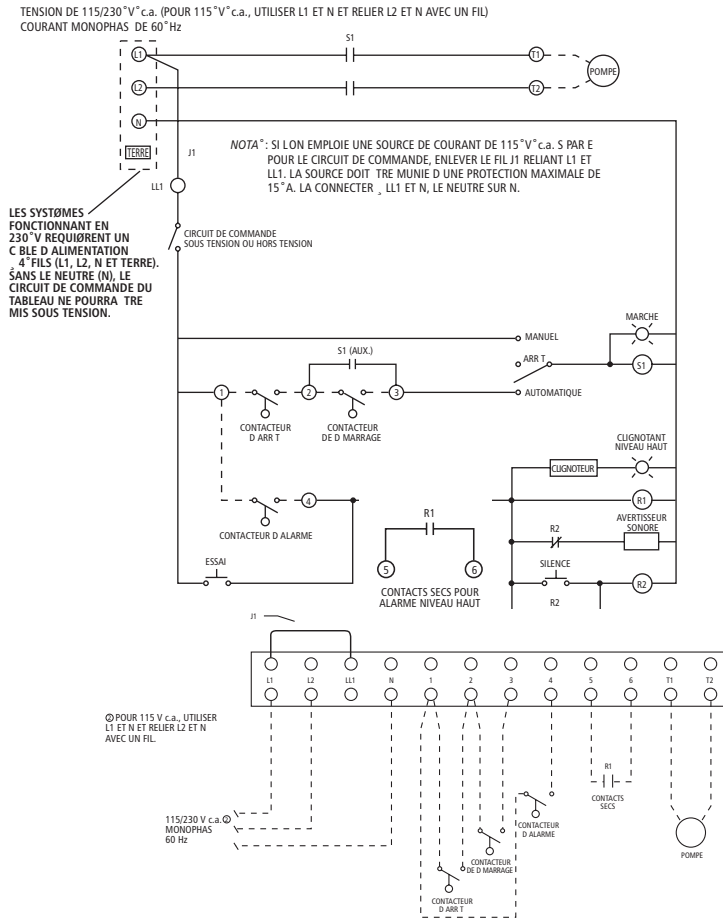 TENSION DE 115/230°V°c.a. (POUR 115°V°c.a., UTILISER L1 ET N ET RELIER L2 ET N AVEC UN FIL)
COURANT MONOPHAS DE 60°Hz
S1
L1
T1
L2
T2
POMPE
N
TERRE
J1
NOTA°: SI LON EMPLOIE UNE SOURCE DE COURANT DE 115°V°c.a. S PAR E
POUR LE CIRCUIT DE COMMANDE, ENLEVER LE FIL J1 RELIANT L1 ET
LL1. LA SOURCE DOIT TRE MUNIE D UNE PROTECTION MAXIMALE DE
15°A. LA CONNECTER ¸ LL1 ET N, LE NEUTRE SUR N.
LL1
LES SYSTØMES
FONCTIONNANT EN
230°V REQUIØRENT UN
C BLE D ALIMENTATION
¸ 4°FILS (L1, L2, N ET TERRE).
SANS LE NEUTRE (N), LE
CIRCUIT DE COMMANDE DU
TABLEAU NE POURRA TRE
MIS SOUS TENSION.
CIRCUIT DE COMMANDE
SOUS TENSION OU HORS TENSION
MARCHE
MANUEL
S1 (AUX.)
ARR T
S1
1
2
3
AUTOMATIQUE
CONTACTEUR
D ARR T
CONTACTEUR
DE D MARRAGE
CLIGNOTANT
NIVEAU HAUT
CLIGNOTEUR
4
R1
R1
CONTACTEUR D ALARME
AVERTISSEUR
SONORE
R2
ESSAI
5
6
SILENCE
R2
CONTACTS SECS POUR
ALARME NIVEAU HAUT
R2
J1
L1
L2
LL1
N
1
2
3
4
5
6
T1
T2
② POUR 115 V c.a., UTILISER
L1 ET N ET RELIER L2 ET N
AVEC UN FIL.
R1
CONTACTS
SECS
115/230 V c.a.②
MONOPHAS
60 Hz
CONTACTEUR
D ALARME
POMPE
CONTACTEUR
DE D MARRAGE
CONTACTEUR
D ARR T